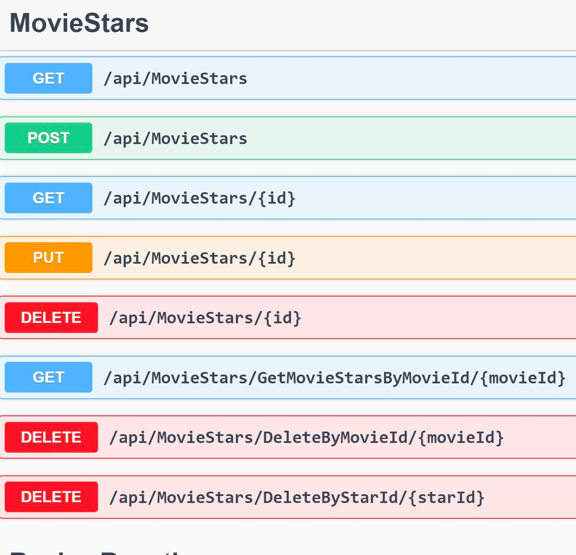 MovieStars
GET /api/MovieStars
POST /api/MovieStars
GET /api/MovieStars/{id}
PUT /api/MovieStars/{id}
DELETE /api/MovieStars/{id}
GET /api/MovieStars/GetMovieStarsByMovieId/{movieId}
DELETE /api/MovieStars/DeleteByMovieId/{movieId}
DELETE /api/MovieStars/DeleteByStarId/{starId}